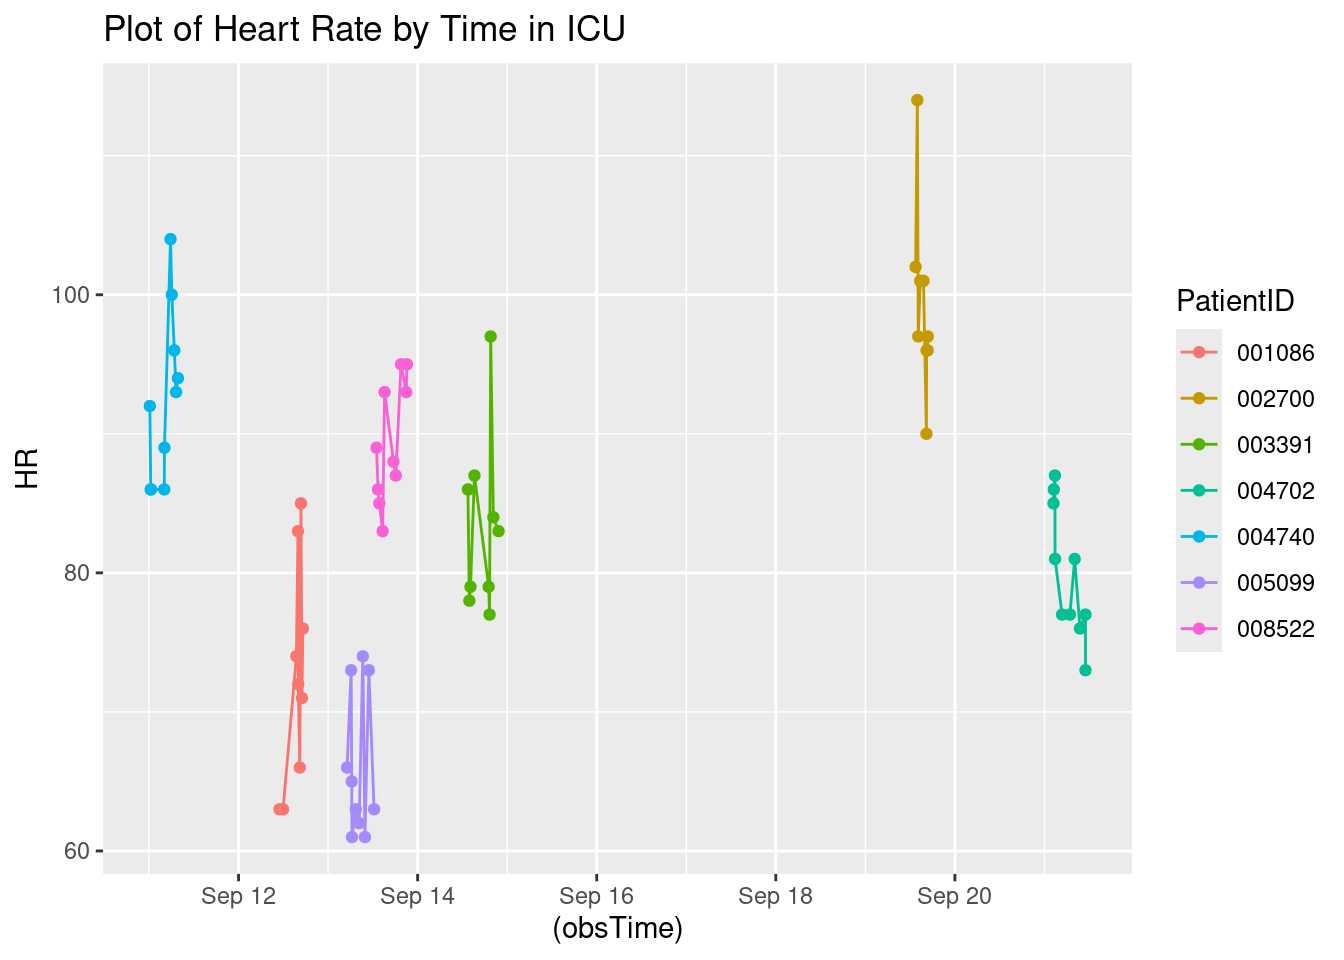 Plot of Heart Rate by Time in ICU
HR
100
80
60
Sep 12
Sep 14
Sep 16
Sep 18
Sep 20
(obsTime)
PatientID
001086
002700
003391
004702
004740
005099
008522